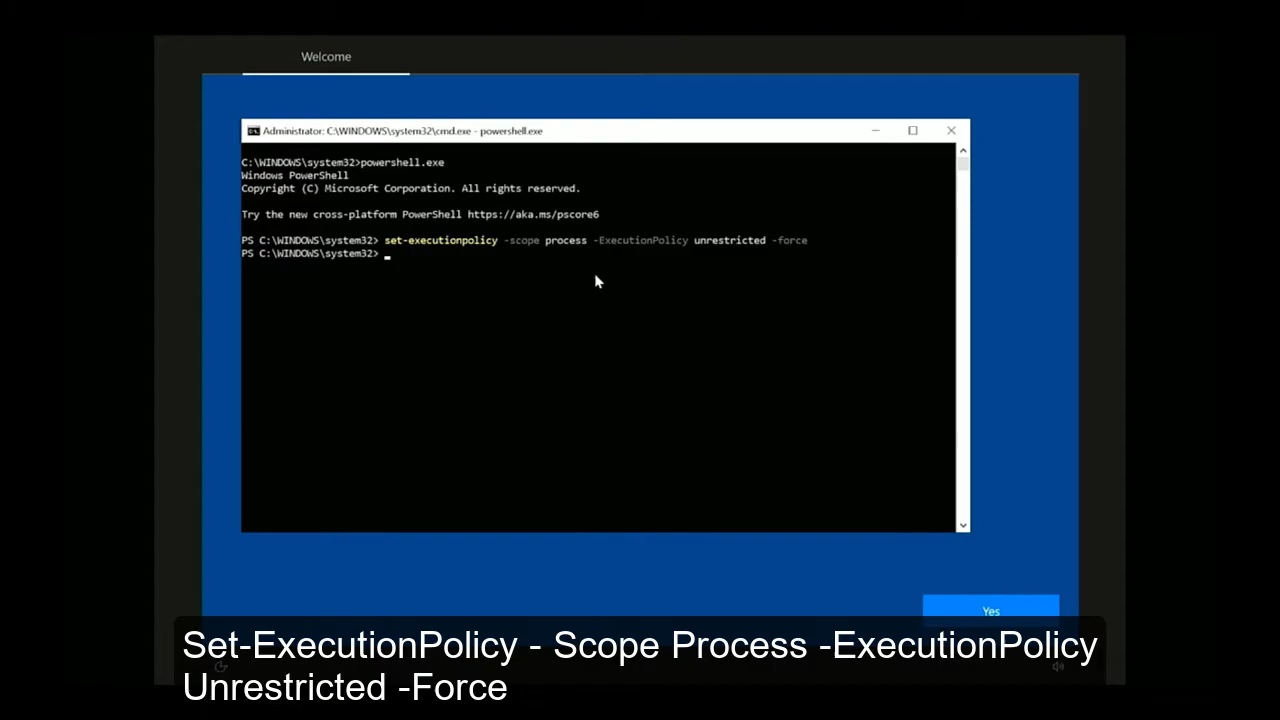 Welcome
Administrator: C:\WINDOWS\system32\cmd.exe - powershell.exe
C:\WINDOWS\system32>powershell.exe
Windows PowerShell
Copyright (C) Microsoft Corporation. All rights reserved.
Try the new cross-platform PowerShell https://aka.ms/pscore6
PS C:\WINDOWS\system32> set-executionpolicy -scope process -ExecutionPolicy unrestricted -force
PS C:\WINDOWS\system32>
Yes
Set-ExecutionPolicy - Scope Process -ExecutionPolicy
Unrestricted -Force